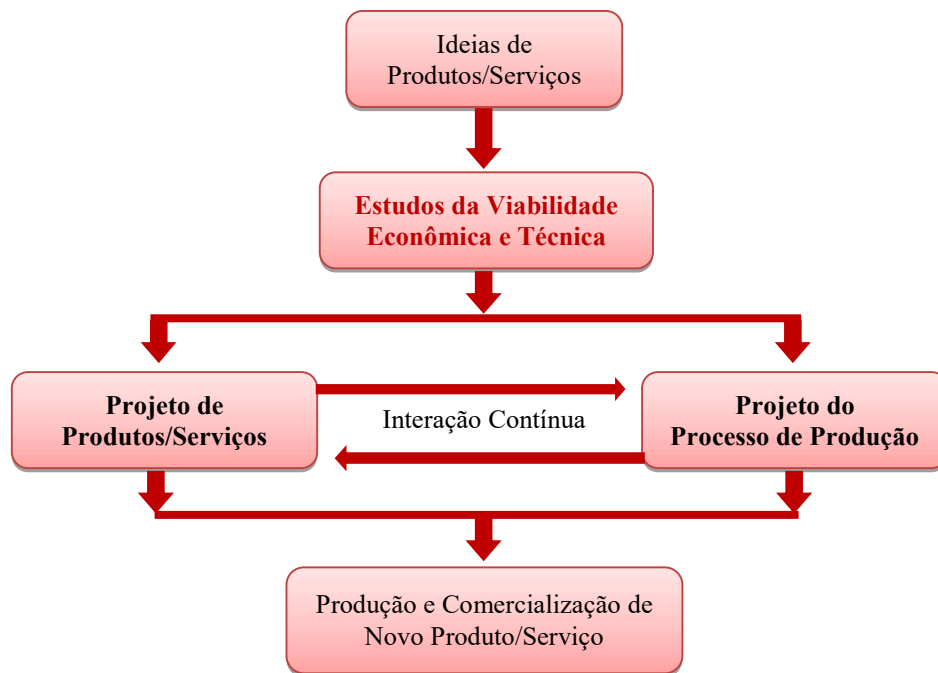 Ideias de
Produtos/Serviços
Estudos da Viabilidade
Econômica e Técnica
Projeto de
Produtos/Serviços
Interação Contínua
Projeto do
Processo de Produção
Produção e Comercialização de
Novo Produto/Serviço